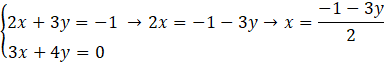 2x + 3y = −1 → 2x = −1 − 3y → x = (−1 − 3y)/2
3x + 4y = 0